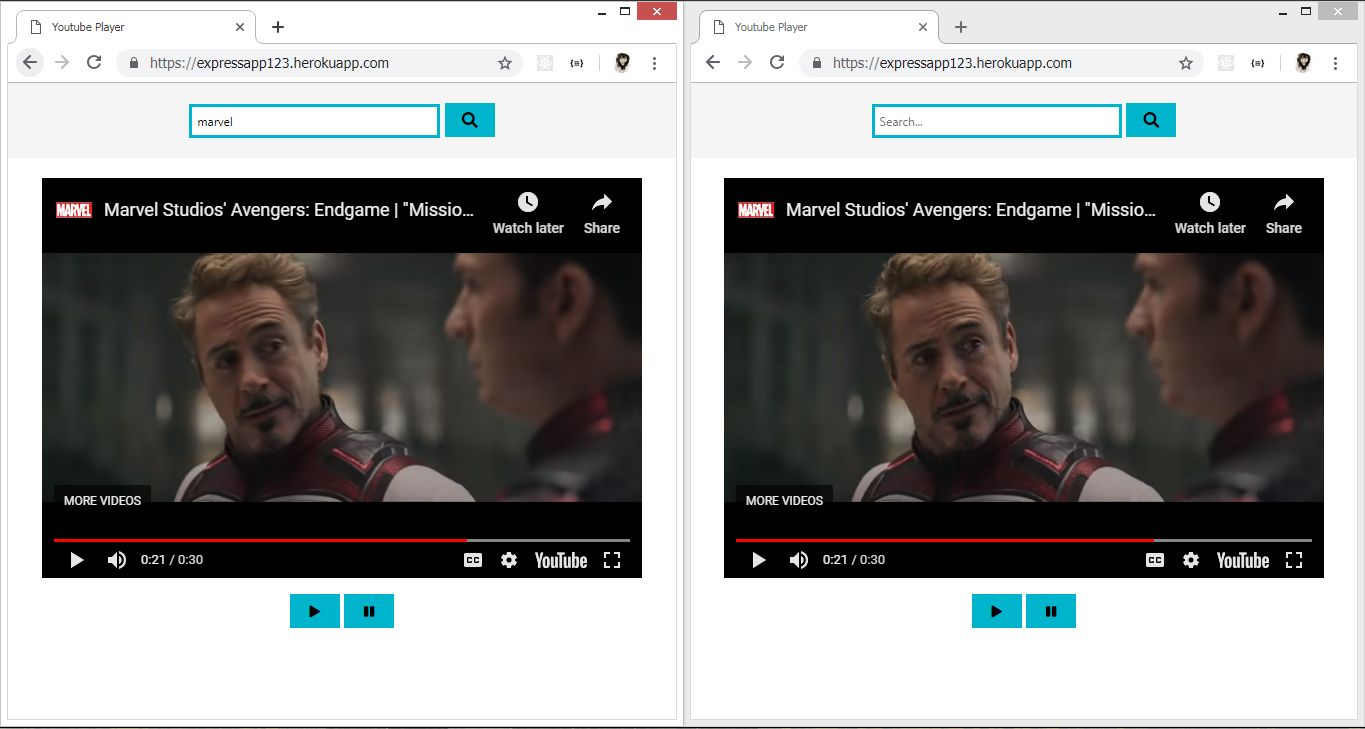 Youtube Player
https://expressapp123.herokuapp.com
marvel
MARVEL Marvel Studios' Avengers: Endgame | "Missio...
Watch later Share
MORE VIDEOS
0:21 / 0:30 CC YouTube
Youtube Player
https://expressapp123.herokuapp.com
Search...
MARVEL Marvel Studios' Avengers: Endgame | "Missio...
Watch later Share
MORE VIDEOS
0:21 / 0:30 CC YouTube